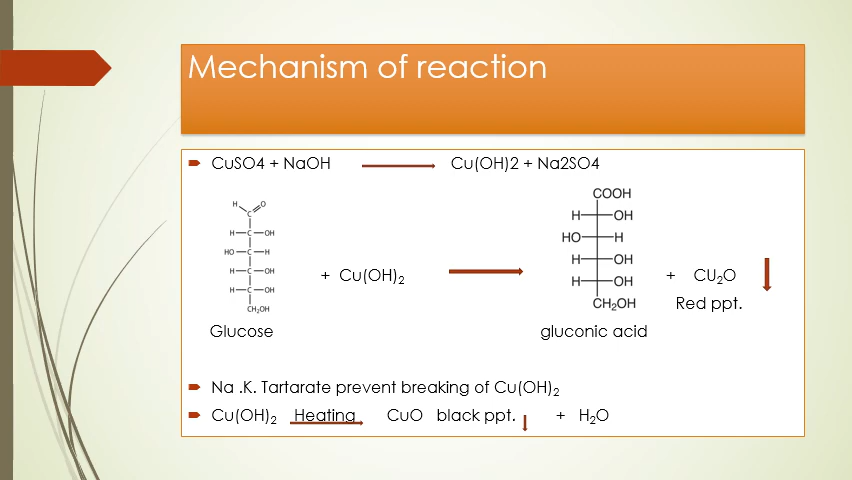 Mechanism of reaction
CuSO4 + NaOH Cu(OH)2 + Na2SO4
H O
C
H C OH
HO C H
H C OH
H C OH
CH₂OH
+ Cu(OH)₂
COOH
H OH
HO H
H OH
H OH
CH₂OH
+ CU₂O
Red ppt.
Glucose gluconic acid
Na .K. Tartarate prevent breaking of Cu(OH)₂
Cu(OH)₂ Heating CuO black ppt. + H₂O